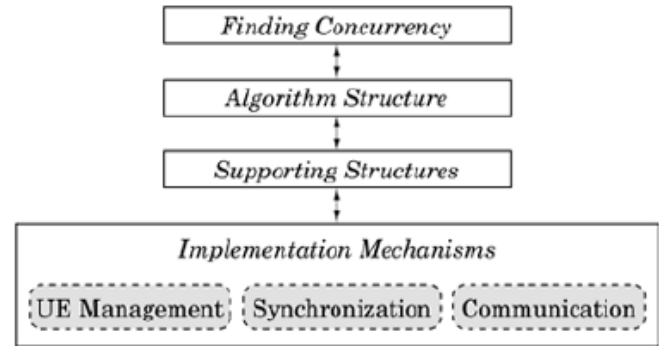 Finding Concurrency
Algorithm Structure
Supporting Structures
Implementation Mechanisms
UE Management Synchronization Communication